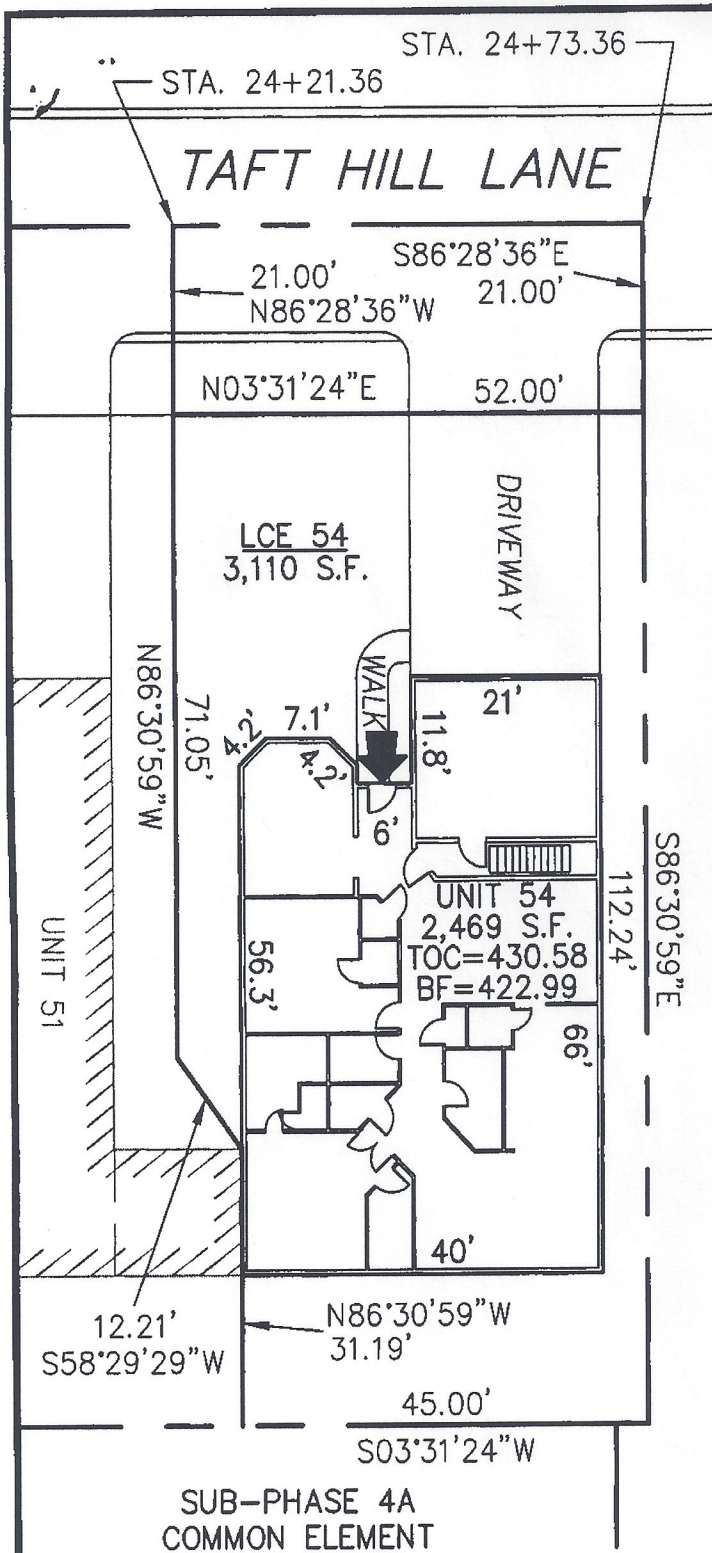 STA. 24+73.36
STA. 24+21.36
TAFT HILL LANE
S86°28'36"E
21.00'
21.00'
N86°28'36"W
N03°31'24"E
52.00'
DRIVEWAY
LCE 54
3,110 S.F.
WALK
N86°30'59"W
71.05'
4.2'
7.1'
4.2'
11.8'
21'
6'
S86°30'59"E
112.24'
UNIT 54
2,469 S.F.
TOC=430.58
BF=422.99
UNIT 51
56.3'
66'
40'
12.21'
S58°29'29"W
N86°30'59"W
31.19'
45.00'
S03°31'24"W
SUB-PHASE 4A
COMMON ELEMENT